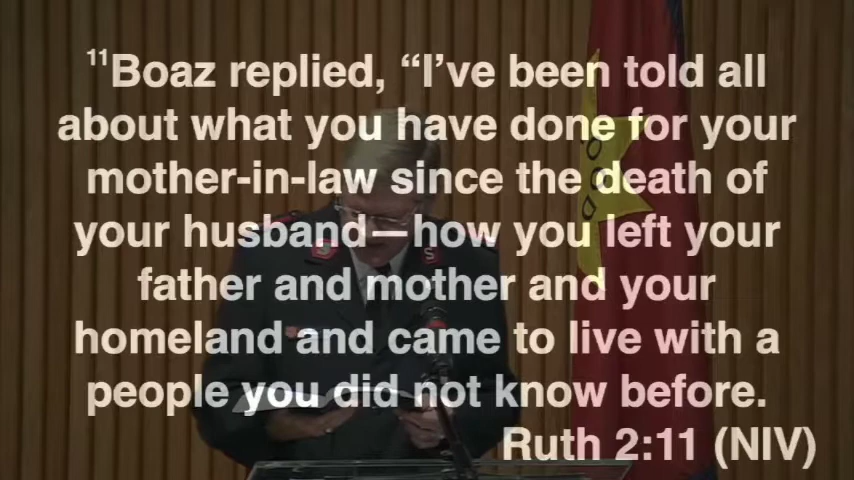 ¹¹Boaz replied, “I’ve been told all
about what you have done for your
mother-in-law since the death of
your husband—how you left your
father and mother and your
homeland and came to live with a
people you did not know before.
Ruth 2:11 (NIV)